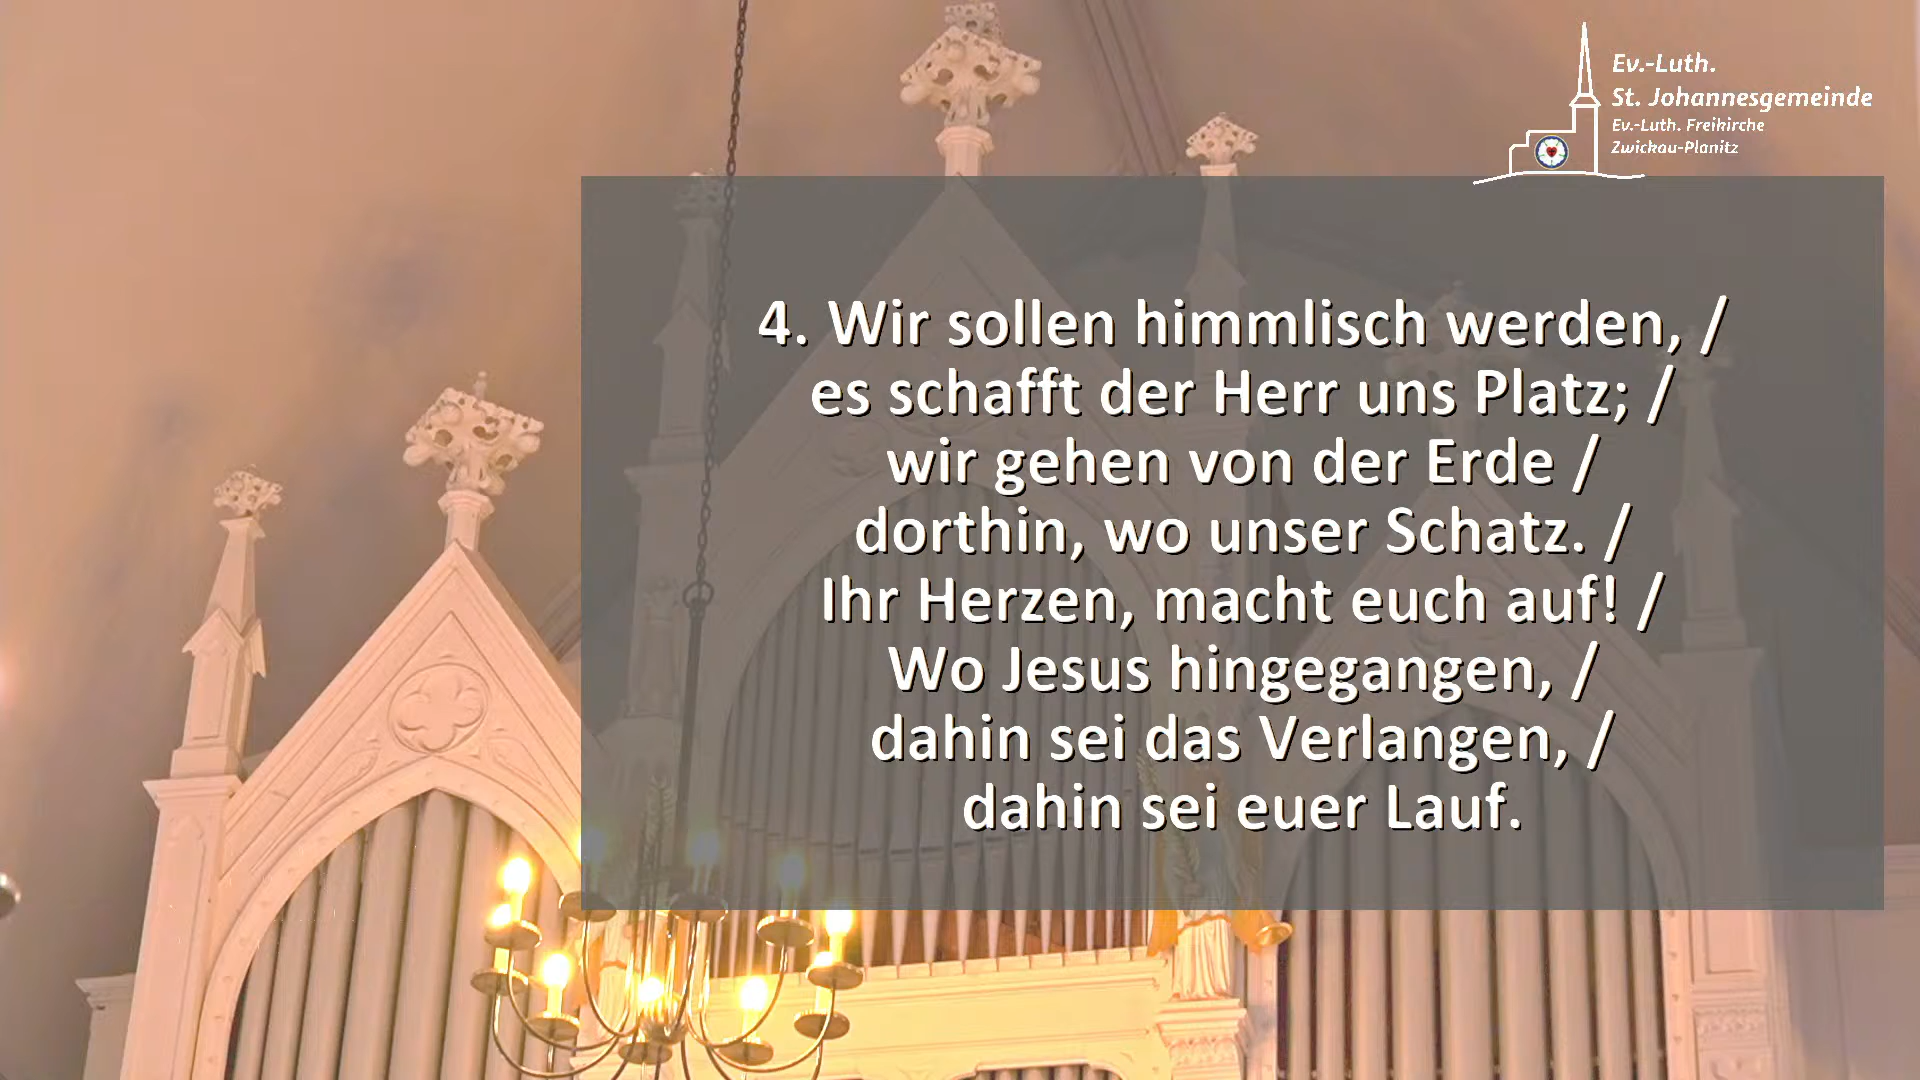 Ev.-Luth.
St. Johannesgemeinde
Ev.-Luth. Freikirche
Zwickau-Planitz
4. Wir sollen himmlisch werden, /
es schafft der Herr uns Platz; /
wir gehen von der Erde /
dorthin, wo unser Schatz. /
Ihr Herzen, macht euch auf! /
Wo Jesus hingegangen, /
dahin sei das Verlangen, /
dahin sei euer Lauf.